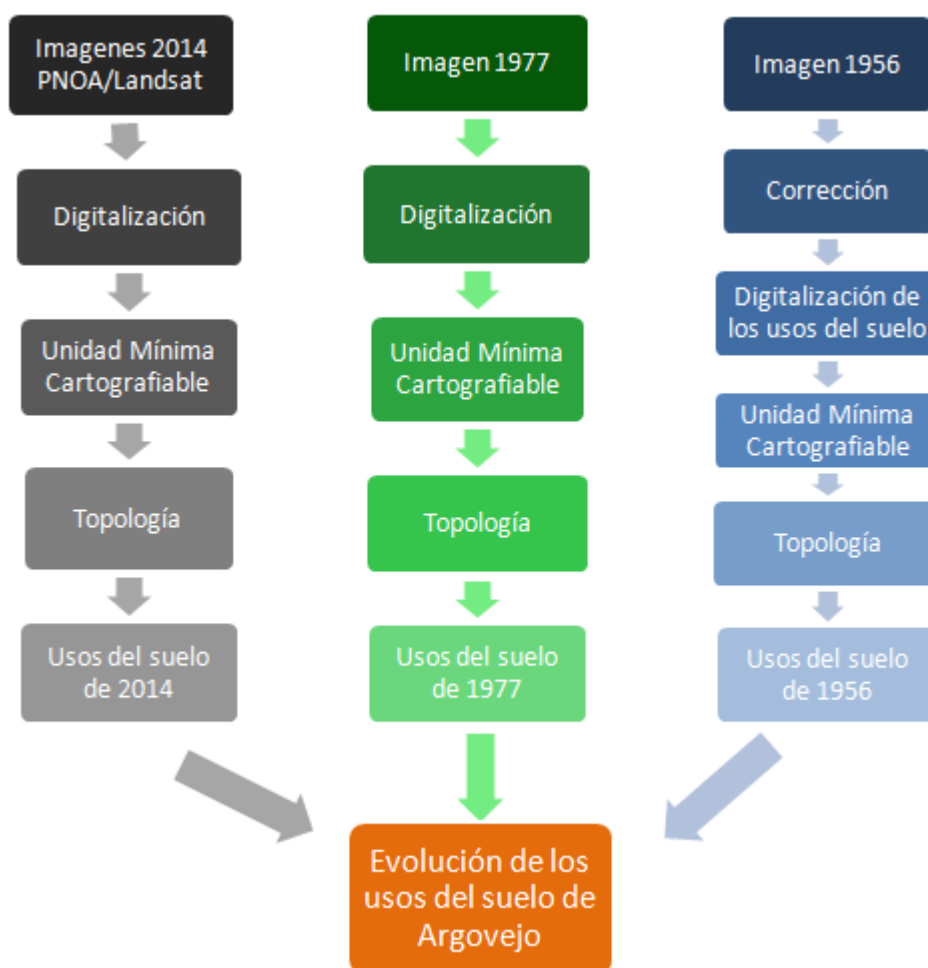 Imagenes 2014
PNOA/Landsat
Digitalización
Unidad Mínima
Cartografiable
Topología
Usos del suelo
de 2014
Imagen 1977
Digitalización
Unidad Mínima
Cartografiable
Topología
Usos del suelo
de 1977
Imagen 1956
Corrección
Digitalización de
los usos del suelo
Unidad Mínima
Cartografiable
Topología
Usos del suelo
de 1956
Evolución de los
usos del suelo de
Argovejo